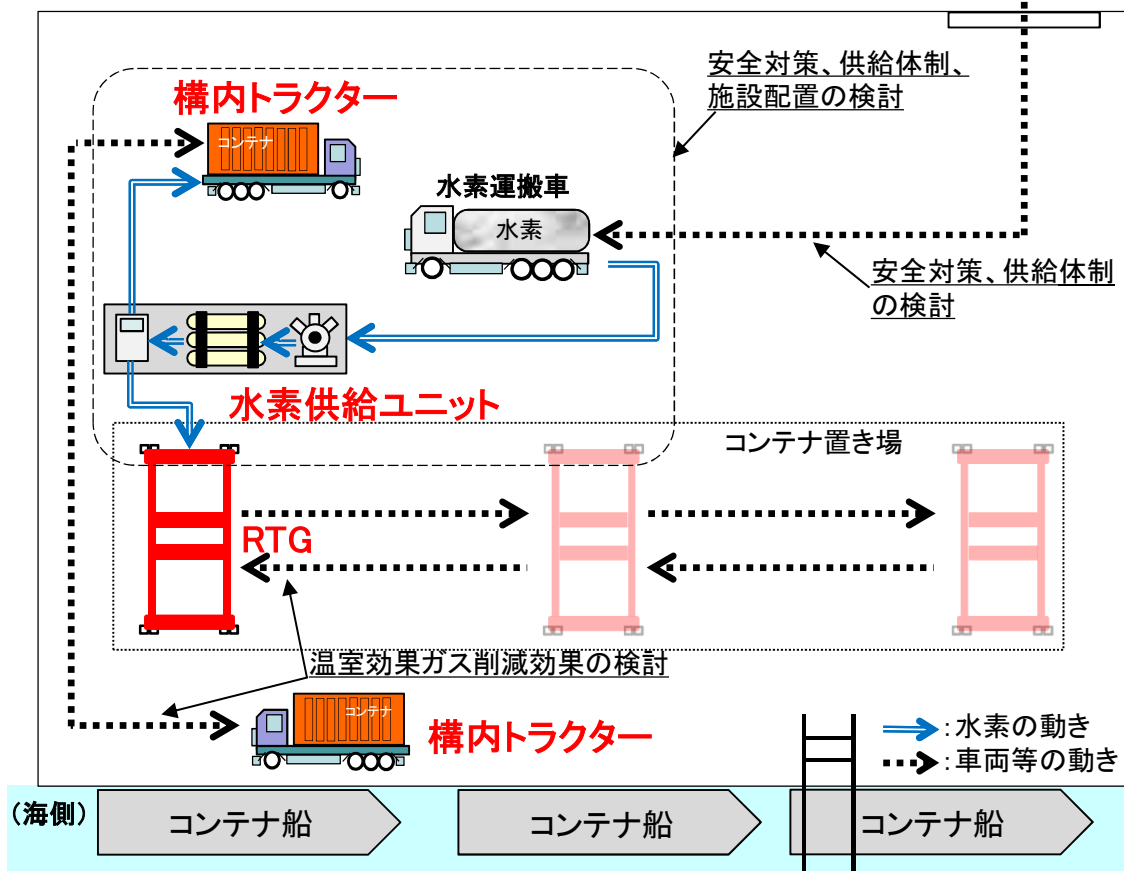 安全対策、供給体制、
施設配置の検討
構内トラクター
コンテナ
水素運搬車
水素
安全対策、供給体制
の検討
水素供給ユニット
コンテナ置き場
RTG
温室効果ガス削減効果の検討
コンテナ
構内トラクター
:水素の動き
:車両等の動き
(海側)
コンテナ船
コンテナ船
コンテナ船